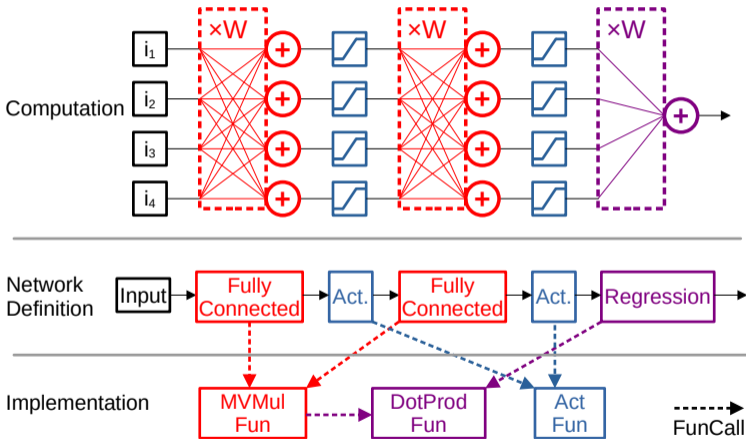 ×W ×W ×W
i₁
i₂
Computation
i₃
i₄
+ + +
+ +
+ +
+ +
Network
Definition
Input
Fully
Connected
Act.
Fully
Connected
Act.
Regression
Implementation
MVMul
Fun
DotProd
Fun
Act
Fun
FunCall